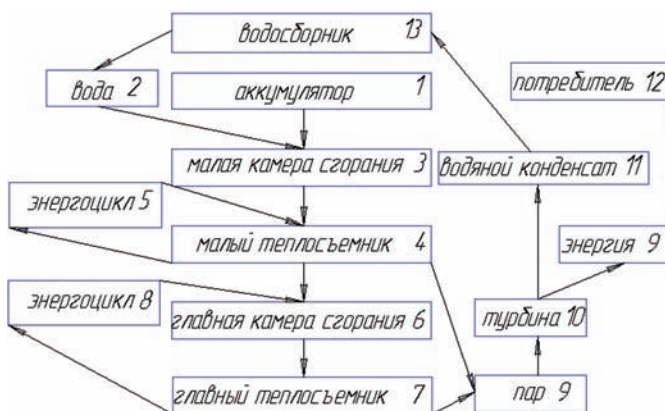 водосборник 13
вода 2
аккумулятор 1
потребитель 12
малая камера сгорания 3
водяной конденсат 11
энергоцикл 5
малый теплосъемник 4
энергия 9
энергоцикл 8
главная камера сгорания 6
турбина 10
главный теплосъемник 7
пар 9